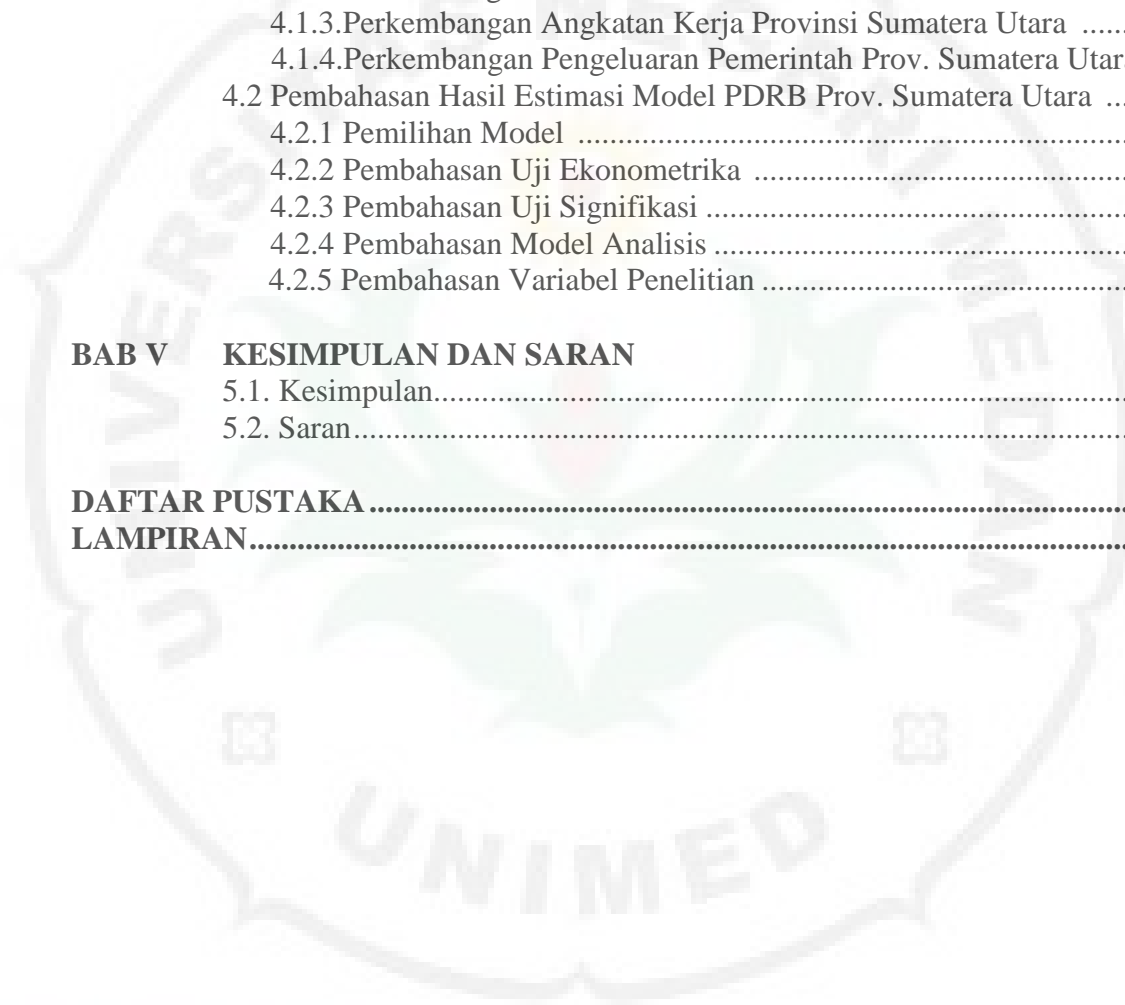 4.1.3.Perkembangan Angkatan Kerja Provinsi Sumatera Utara ......
4.1.4.Perkembangan Pengeluaran Pemerintah Prov. Sumatera Utara
4.2 Pembahasan Hasil Estimasi Model PDRB Prov. Sumatera Utara ...
4.2.1 Pemilihan Model ......................................................................
4.2.2 Pembahasan Uji Ekonometrika ................................................
4.2.3 Pembahasan Uji Signifikasi ......................................................
4.2.4 Pembahasan Model Analisis .....................................................
4.2.5 Pembahasan Variabel Penelitian ...............................................
BAB V KESIMPULAN DAN SARAN
5.1. Kesimpulan.........................................................................................
5.2. Saran...................................................................................................
DAFTAR PUSTAKA................................................................................................
LAMPIRAN...............................................................................................................
UNIVERSITAS NEGERI MEDAN
UNIMED